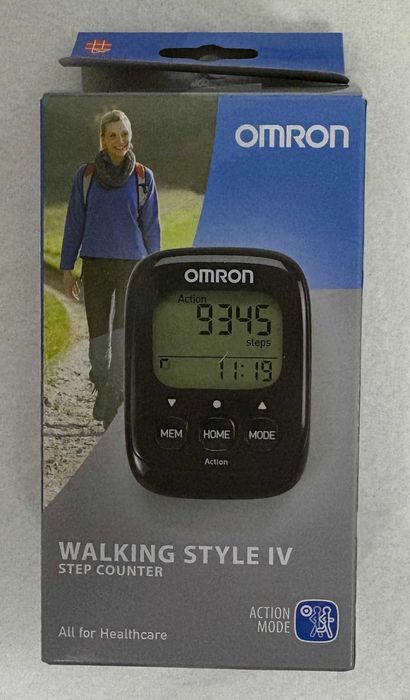 OMRON
OMRON
Action
9345
steps
11:19
MEM HOME MODE
Action
WALKING STYLE IV
STEP COUNTER
ACTION
MODE
All for Healthcare